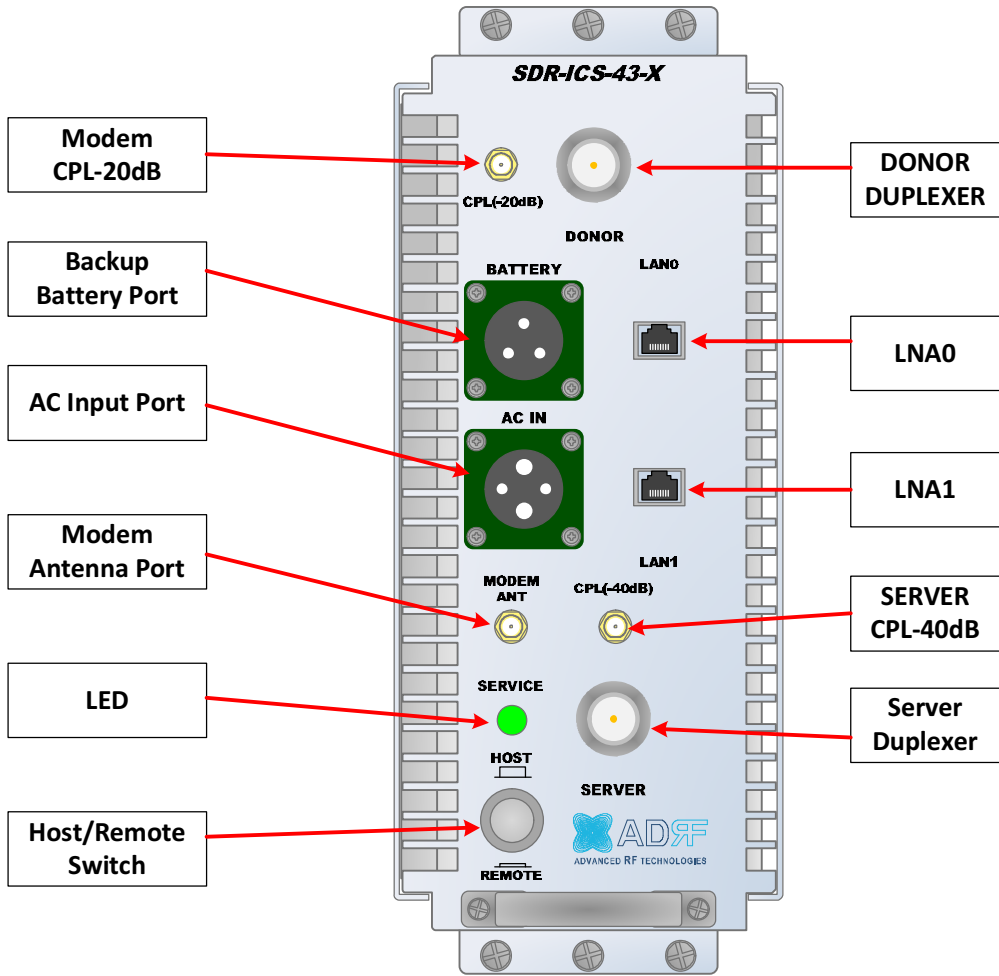 SDR-ICS-43-X
Modem
CPL-20dB
CPL(-20dB)
DONOR
DUPLEXER
DONOR
Backup
Battery Port
BATTERY
LAN0
LNA0
AC Input Port
AC IN
LNA1
LAN1
Modem
Antenna Port
MODEM
ANT
CPL(-40dB)
SERVER
CPL-40dB
LED
SERVICE
Server
Duplexer
HOST
SERVER
Host/Remote
Switch
REMOTE
ADRF
ADVANCED RF TECHNOLOGIES